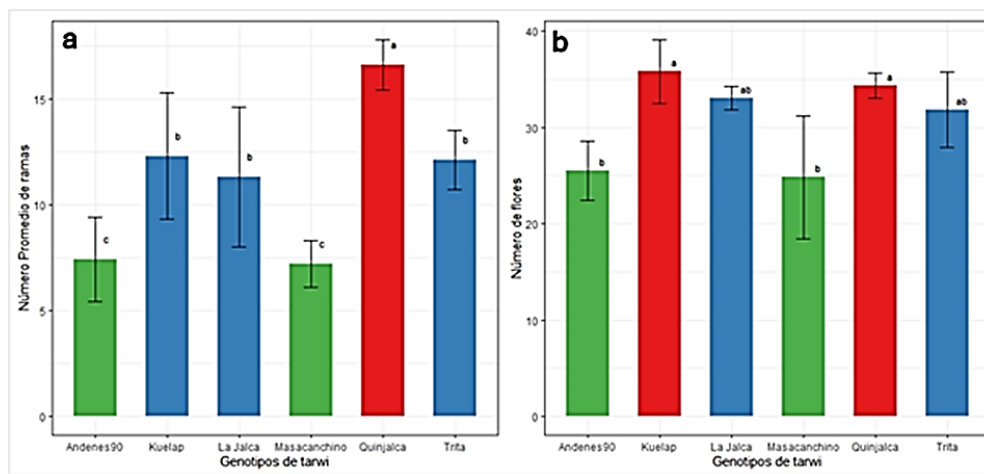 a
Número Promedio de ramas
15
10
5
0
c
b
b
c
a
b
Andenes90 Kuelap La Jalca Masacanchino Quinjalca Trita
Genotipos de tarwi
b
Número de flores
40
30
20
10
0
b
a
ab
b
a
ab
Andenes90 Kuelap La Jalca Masacanchino Quinjalca Trita
Genotipos de tarwi